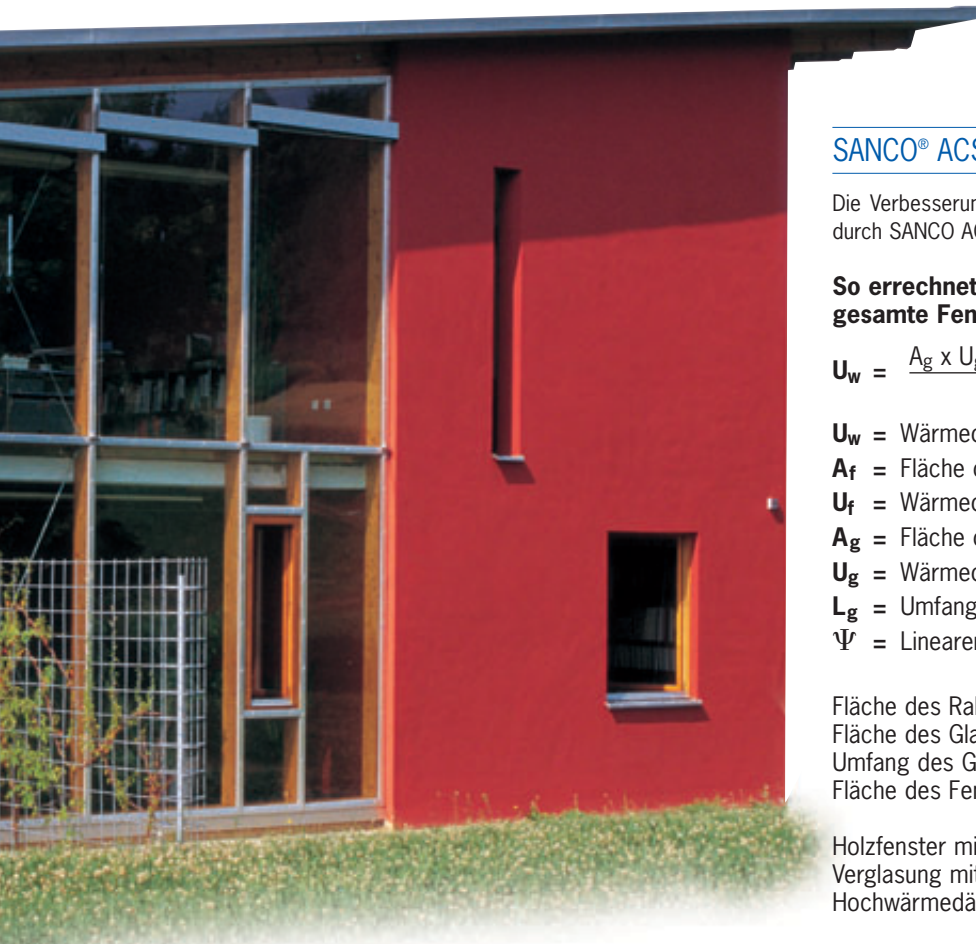 SANCO® ACS
Die Verbesserun
durch SANCO AC
So errechnet
gesamte Fen
Uw = Ag x Ug
Uw = Wärmed
Af = Fläche d
Uf = Wärmed
Ag = Fläche d
Ug = Wärmed
Lg = Umfang
Ψ = Linearer
Fläche des Rah
Fläche des Gla
Umfang des G
Fläche des Fen
Holzfenster mi
Verglasung mit
Hochwärmedä